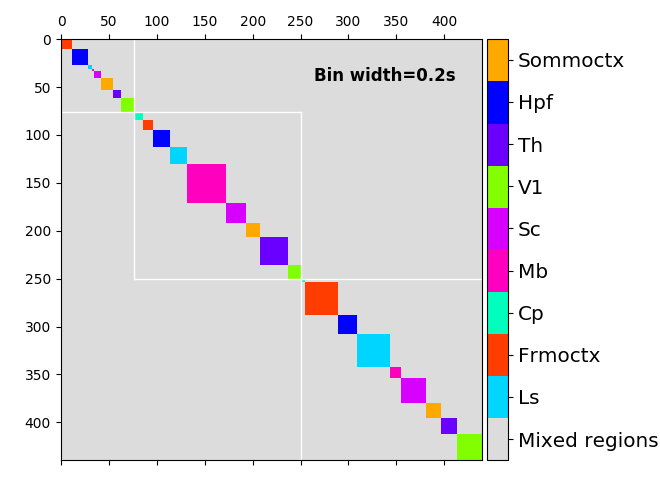 0 50 100 150 200 250 300 350 400
0
50
100
150
200
250
300
350
400
Bin width=0.2s
Sommoctx
Hpf
Th
V1
Sc
Mb
Cp
Frmoctx
Ls
Mixed regions